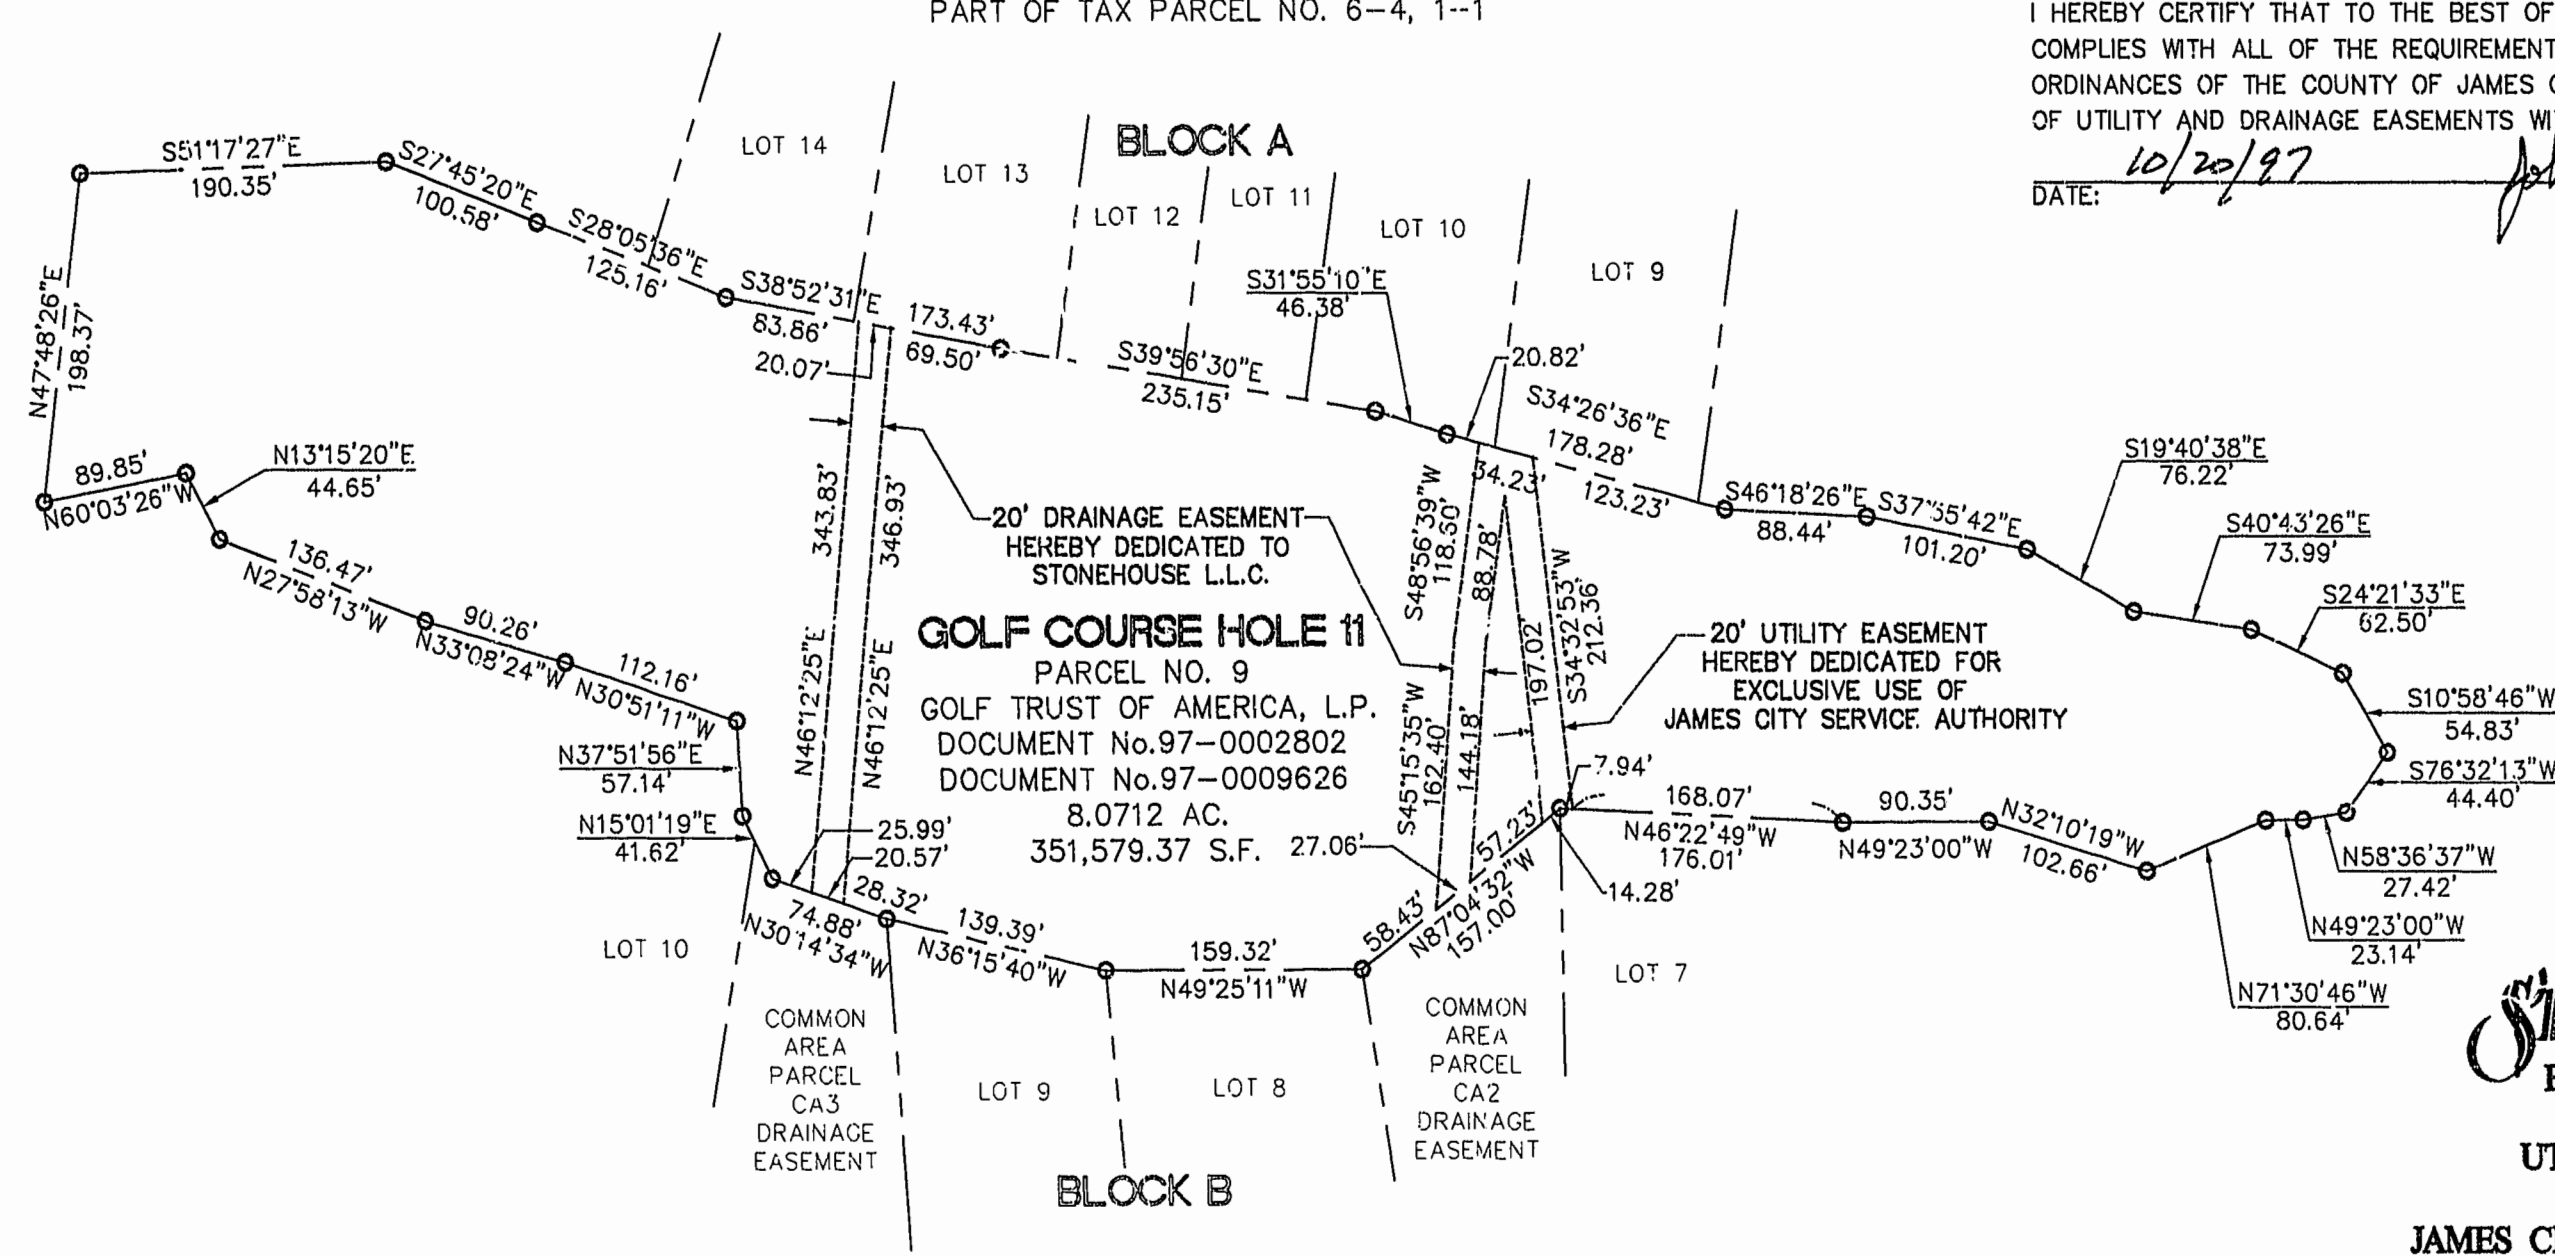 PART OF TAX PARCEL NO. 6-4, 1--1
I HEREBY CERTIFY THAT TO THE BEST OF
COMPLIES WITH ALL OF THE REQUIREMENT
ORDINANCES OF THE COUNTY OF JAMES
OF UTILITY AND DRAINAGE EASEMENTS
10/20/97
DATE:
BLOCK A
LOT 14
LOT 13
LOT 12
LOT 11
LOT 10
LOT 9
S51°17'27"E
190.35'
S27°45'20"E
100.58'
S28°05'36"E
125.16'
S38°52'31"E
83.86'
173.43'
69.50'
20.07'
S39°56'30"E
235.15'
S31°55'10"E
46.38'
20.82'
S34°26'36"E
178.28'
34.23'
123.23'
S46°18'26"E
88.44'
S37°55'42"E
101.20'
S19°40'38"E
76.22'
S40°43'26"E
73.99'
S24°21'33"E
62.50'
S10°58'46"W
54.83'
S76°32'13"W
44.40'
N58°36'37"W
27.42'
N49°23'00"W
23.14'
N71°30'46"W
80.64'
N32°10'19"W
102.66'
90.35'
N49°23'00"W
168.07'
N46°22'49"W
176.01'
7.94'
14.28'
57.23'
27.06'
58.43'
N87°04'32"W
157.00'
159.32'
N49°25'11"W
139.39'
N36°15'40"W
28.32'
20.57'
25.99'
74.88'
N30°14'34"W
N15°01'19"E
41.62'
N37°51'56"E
57.14'
112.16'
N30°51'11"W
90.26'
N33°08'24"W
136.47'
N27°58'13"W
N13°15'20"E
44.65'
89.85'
N60°03'26"W
N47°48'26"E
198.37'
343.83'
N46°12'25"E
346.93'
N46°12'25"E
20' DRAINAGE EASEMENT
HEREBY DEDICATED TO
STONEHOUSE L.L.C.
S48°56'39"W
118.60'
88.78'
S45°15'35"W
162.40'
144.18'
197.02'
S34°32'53"W
212.36'
20' UTILITY EASEMENT
HEREBY DEDICATED FOR
EXCLUSIVE USE OF
JAMES CITY SERVICE AUTHORITY
GOLF COURSE HOLE 11
PARCEL NO. 9
GOLF TRUST OF AMERICA, L.P.
DOCUMENT No.97-0002802
DOCUMENT No.97-0009626
8.0712 AC.
351,579.37 S.F.
LOT 10
COMMON
AREA
PARCEL
CA3
DRAINAGE
EASEMENT
LOT 9
LOT 8
COMMON
AREA
PARCEL
CA2
DRAINAGE
EASEMENT
LOT 7
BLOCK B
JAMES